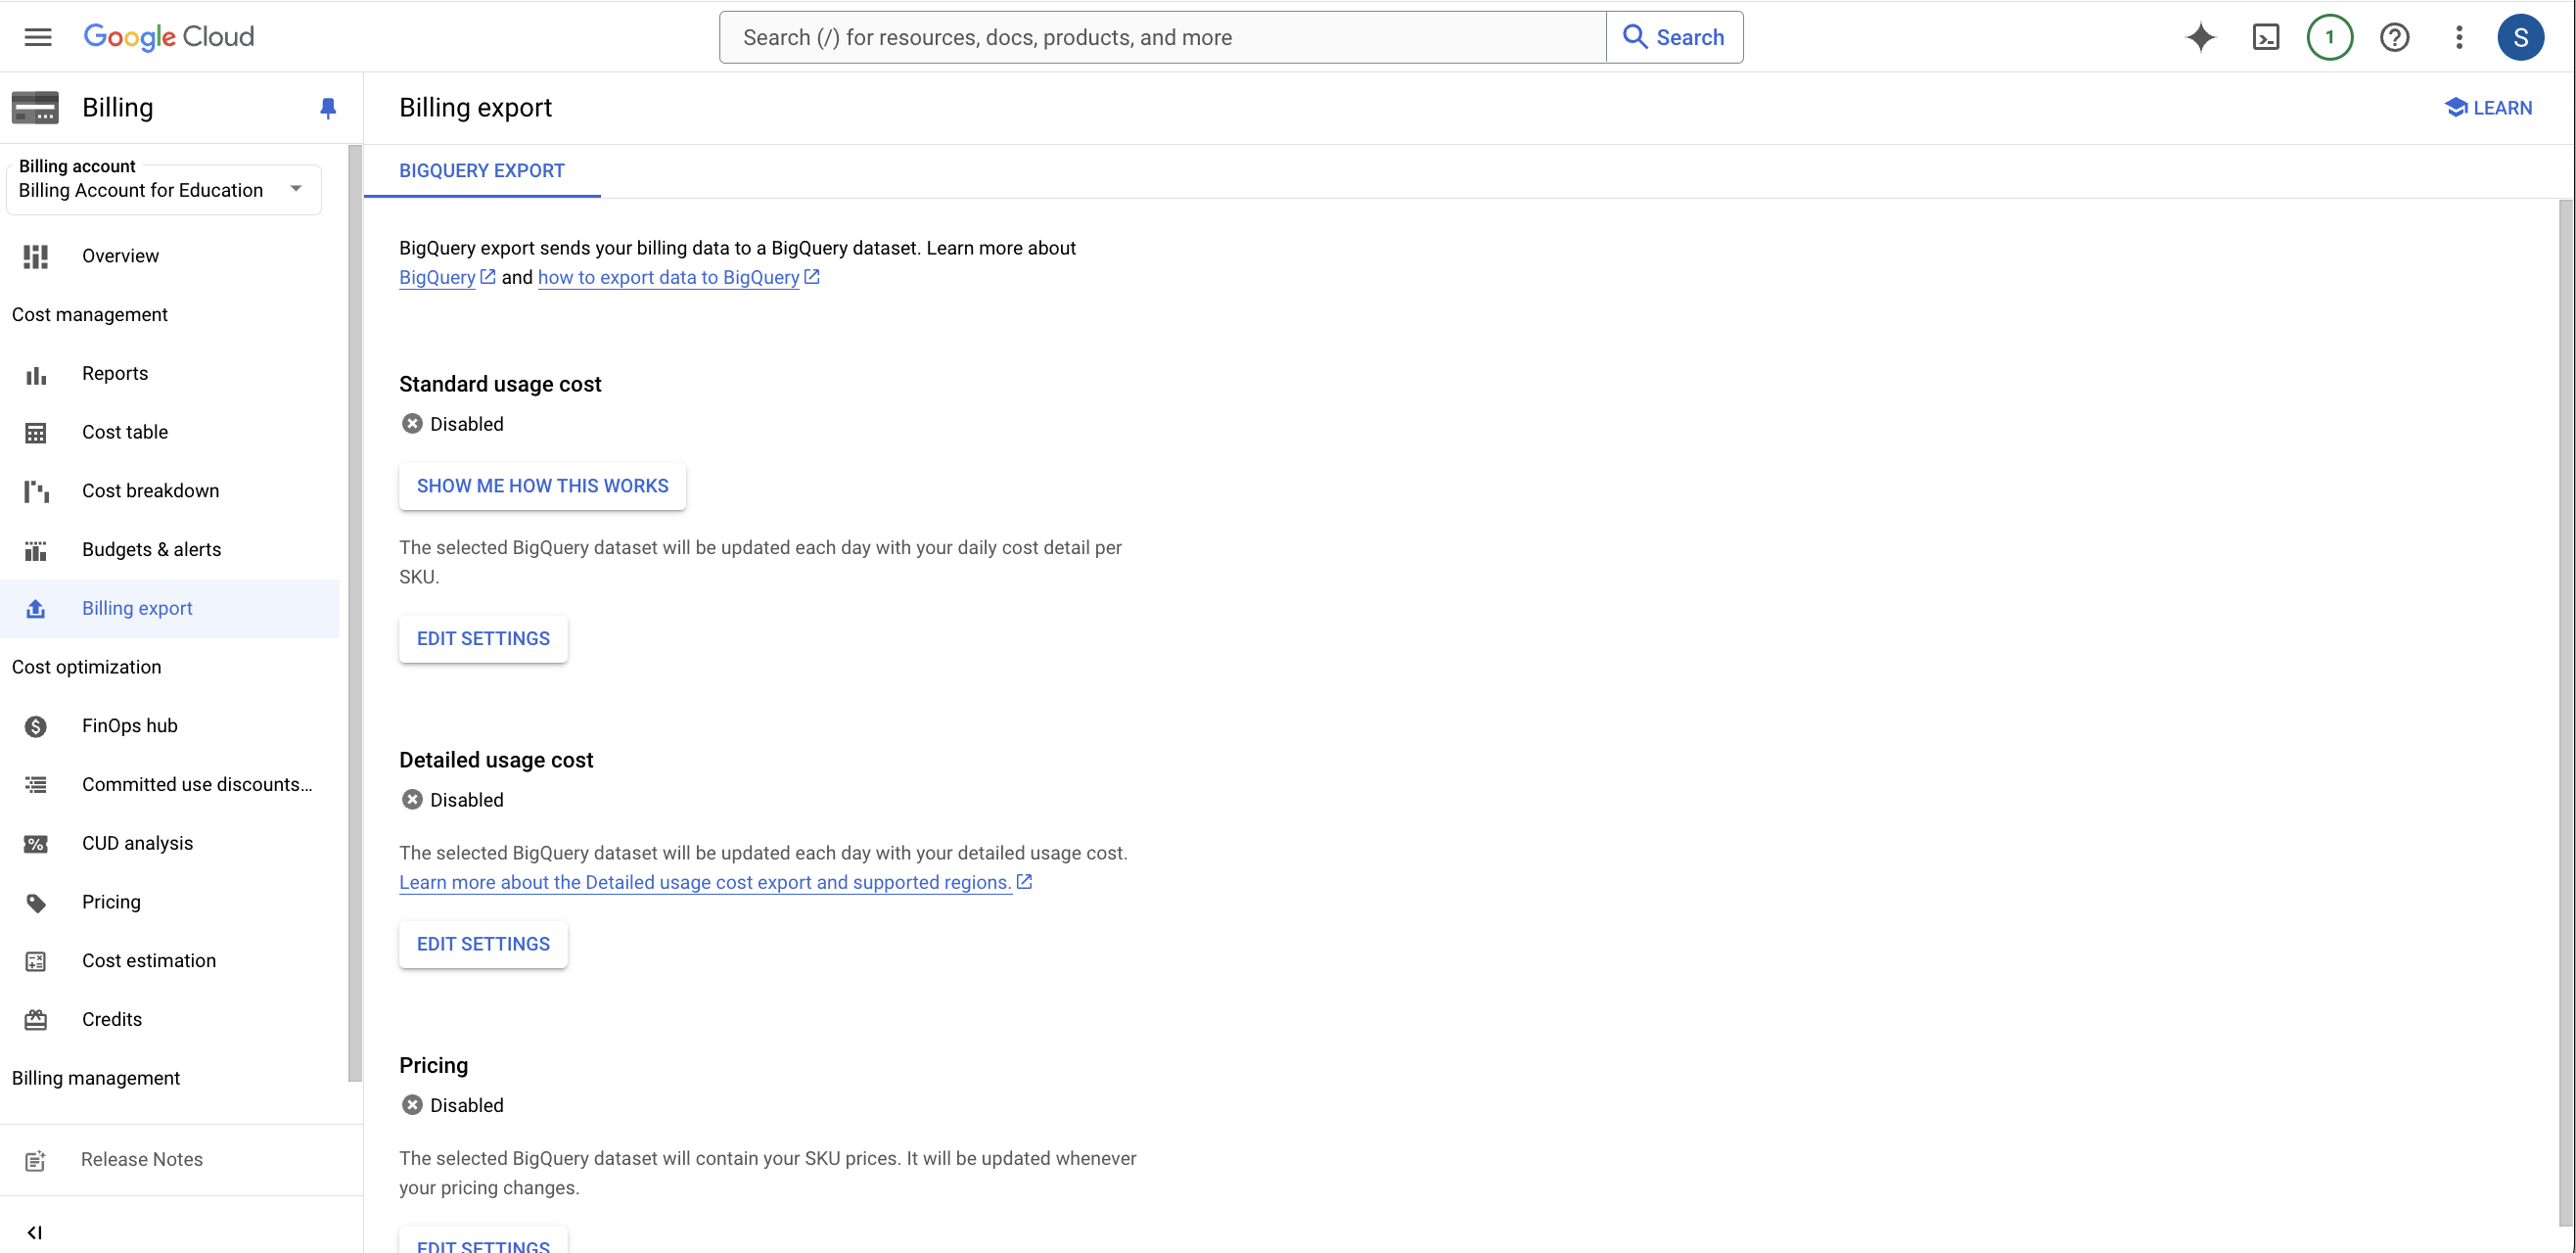 Google Cloud
Search (/) for resources, docs, products, and more
Search
1
S
Billing
Billing account
Billing Account for Education
Overview
Cost management
Reports
Cost table
Cost breakdown
Budgets & alerts
Billing export
Cost optimization
FinOps hub
Committed use discounts...
CUD analysis
Pricing
Cost estimation
Credits
Billing management
Release Notes
Billing export
LEARN
BIGQUERY EXPORT
BigQuery export sends your billing data to a BigQuery dataset. Learn more about
BigQuery and how to export data to BigQuery
Standard usage cost
Disabled
SHOW ME HOW THIS WORKS
The selected BigQuery dataset will be updated each day with your daily cost detail per
SKU.
EDIT SETTINGS
Detailed usage cost
Disabled
The selected BigQuery dataset will be updated each day with your detailed usage cost.
Learn more about the Detailed usage cost export and supported regions.
EDIT SETTINGS
Pricing
Disabled
The selected BigQuery dataset will contain your SKU prices. It will be updated whenever
your pricing changes.
EDIT SETTINGS